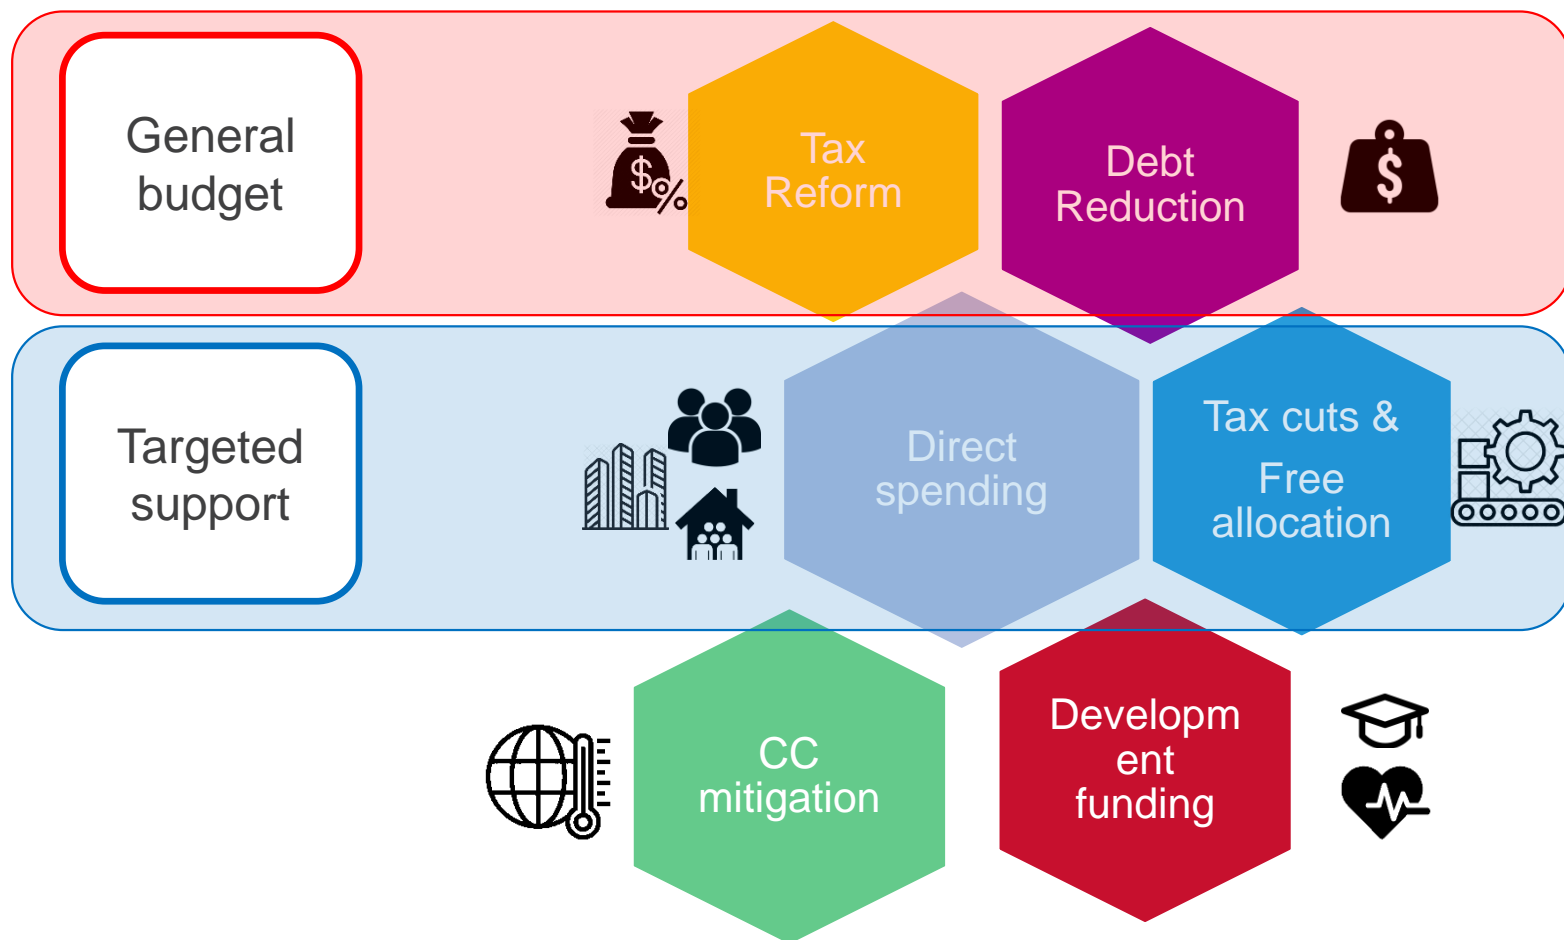 General
budget
Tax
Reform
Debt
Reduction
$%
$
Targeted
support
Direct
spending
Tax cuts &
Free
allocation
CC
mitigation
Developm
ent
funding